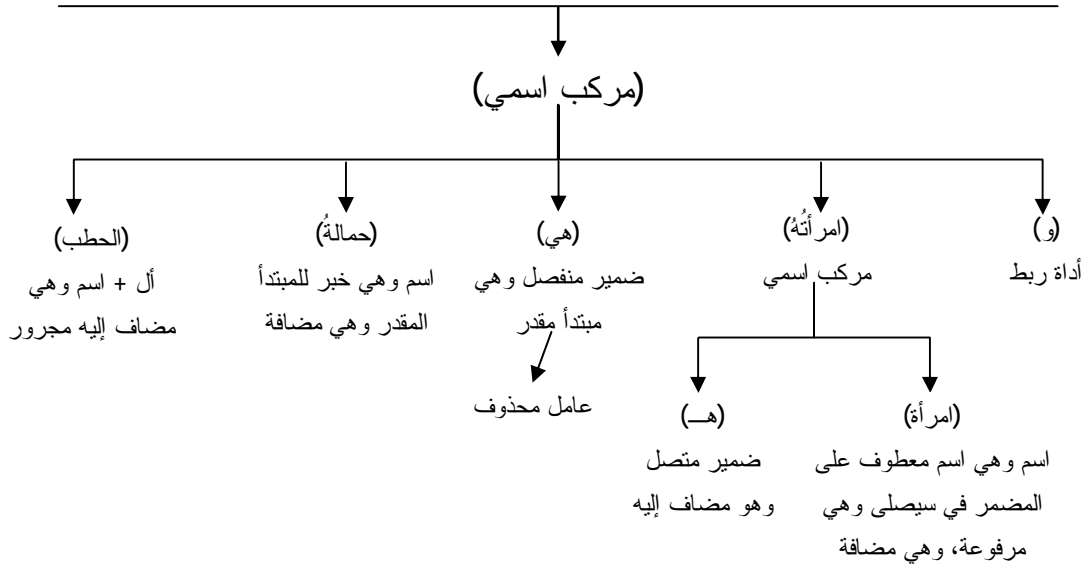 (مركب اسمي)
(و)
أداة ربط
(امرأتُهُ)
مركب اسمي
(هي)
ضمير منفصل وهي
مبتدأ مقدر
عامل محذوف
(حمالةُ)
اسم وهي خبر للمبتدأ
المقدر وهي مضافة
(الحطب)
أل + اسم وهي
مضاف إليه مجرور
(امرأة)
اسم وهي اسم معطوف على
المضمر في سيصلى وهي
مرفوعة، وهي مضافة
(هـــ)
ضمير متصل
وهو مضاف إليه